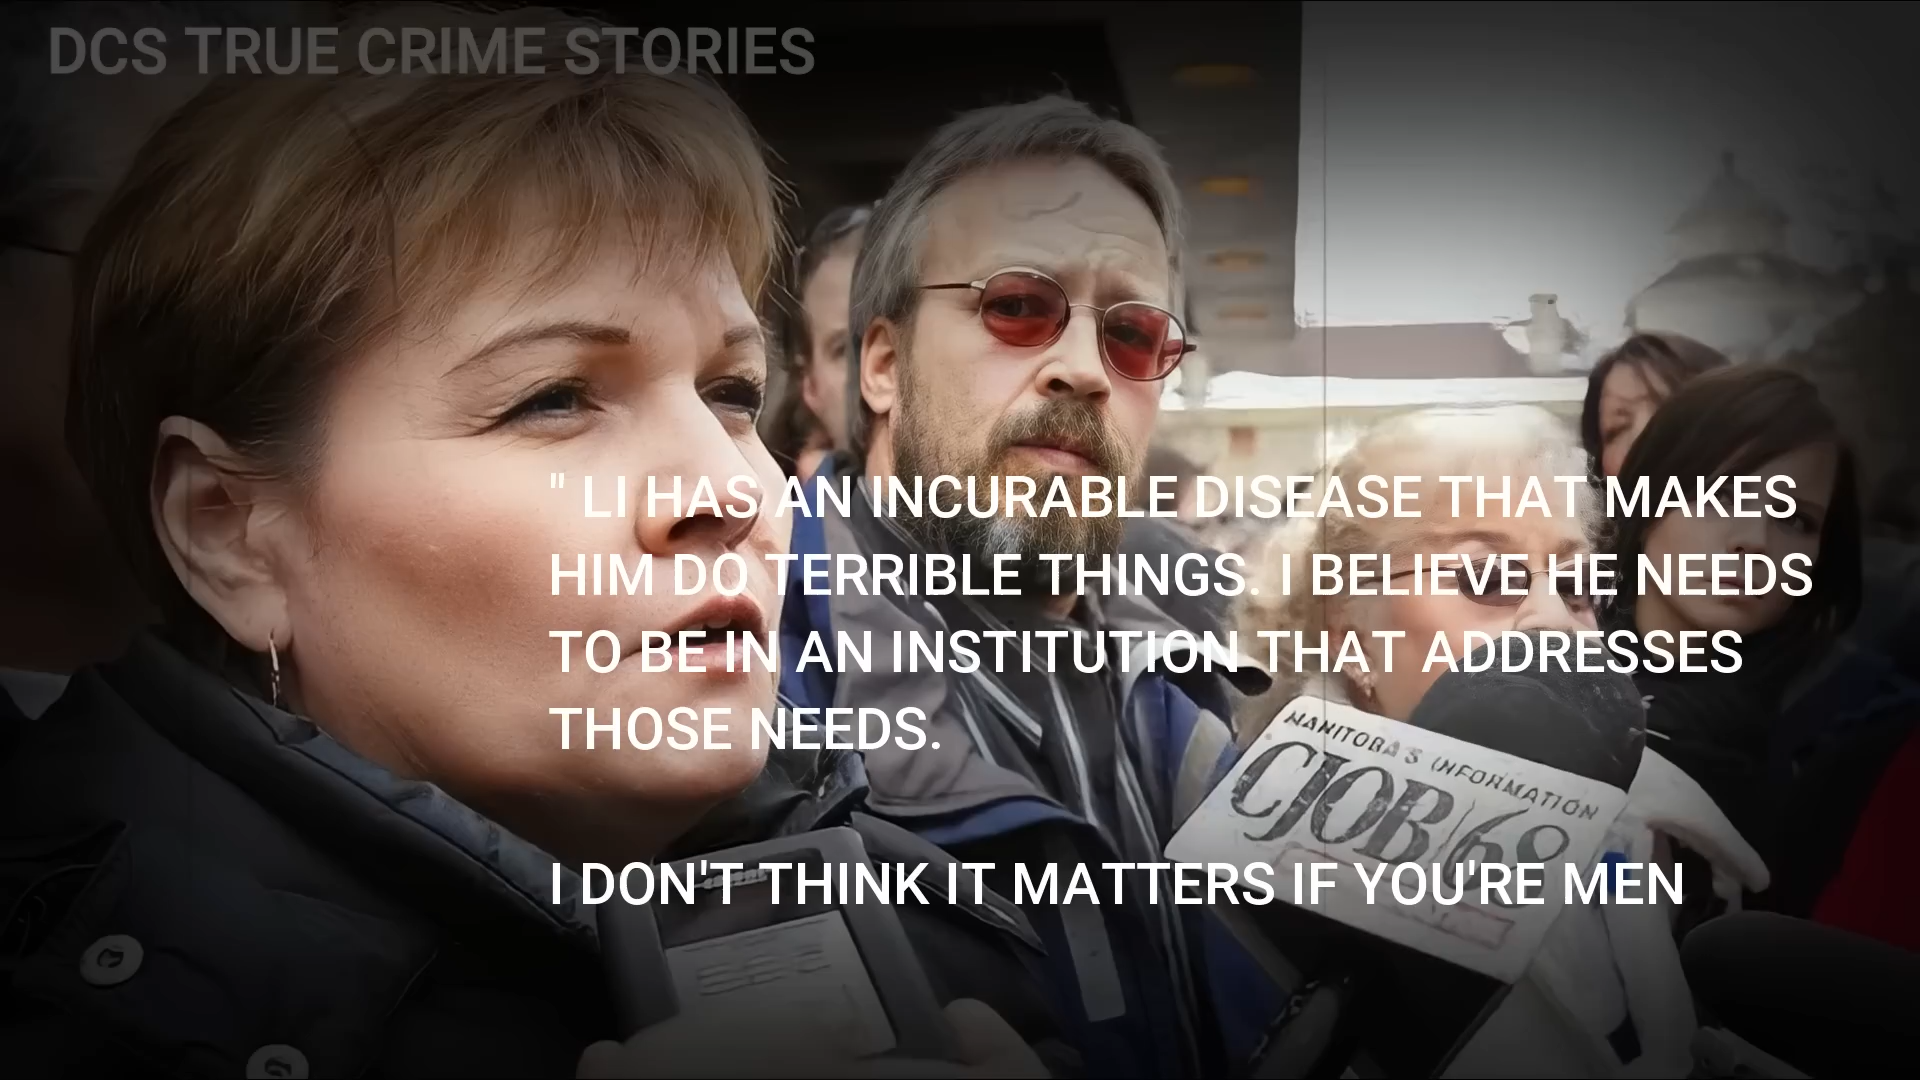 DCS TRUE CRIME STORIES
" LI HAS AN INCURABLE DISEASE THAT MAKES
HIM DO TERRIBLE THINGS. I BELIEVE HE NEEDS
TO BE IN AN INSTITUTION THAT ADDRESSES
THOSE NEEDS.
I DON'T THINK IT MATTERS IF YOU'RE MEN
MANITOBA'S INFORMATION
CJOB/68